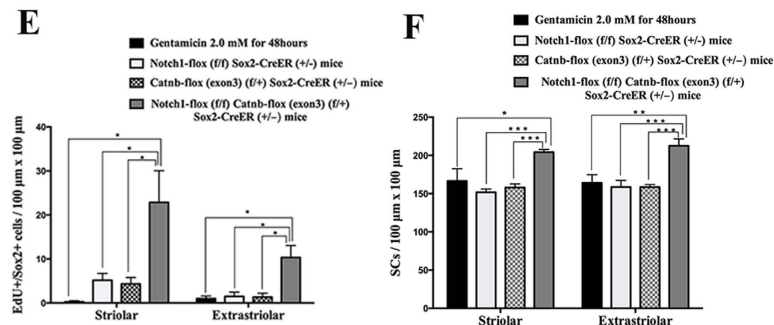 E
Gentamicin 2.0 mM for 48hours
Notch1-flox (f/f) Sox2-CreER (+/-) mice
Catnb-flox (exon3) (f/+) Sox2-CreER (+/−) mice
Notch1-flox (f/f) Catnb-flox (exon3) (f/+)
Sox2-CreER (+/−) mice
EdU+/Sox2+ cells / 100 μm x 100 μm
40
30
20
10
0
*
*
*
*
*
*
Striolar
Extrastriolar
F
Gentamicin 2.0 mM for 48hours
Notch1-flox (f/f) Sox2-CreER (+/-) mice
Catnb-flox (exon3) (f/+) Sox2-CreER (+/−) mice
Notch1-flox (f/f) Catnb-flox (exon3) (f/+)
Sox2-CreER (+/−) mice
SCs / 100 μm x 100 μm
250
200
150
100
50
0
*
***
***
**
***
***
Striolar
Extrastriolar